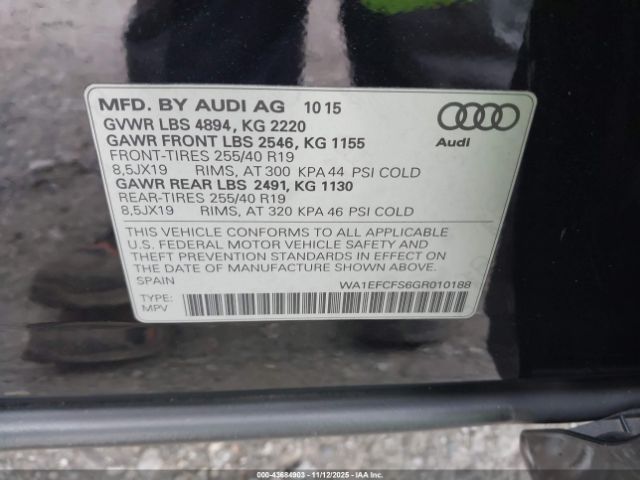 MFD. BY AUDI AG 10 15
GVWR LBS 4894, KG 2220
GAWR FRONT LBS 2546, KG 1155
FRONT-TIRES 255/40 R19
8,5JX19 RIMS, AT 300 KPA 44 PSI COLD
GAWR REAR LBS 2491, KG 1130
REAR-TIRES 255/40 R19
8,5JX19 RIMS, AT 320 KPA 46 PSI COLD
Audi
THIS VEHICLE CONFORMS TO ALL APPLICABLE
U.S. FEDERAL MOTOR VEHICLE SAFETY AND
THEFT PREVENTION STANDARDS IN EFFECT ON
THE DATE OF MANUFACTURE SHOWN ABOVE.
SPAIN
WA1EFCFS6GR010188
TYPE:
MPV
000-43684903 - 11/12/2025 - IAAI.COM